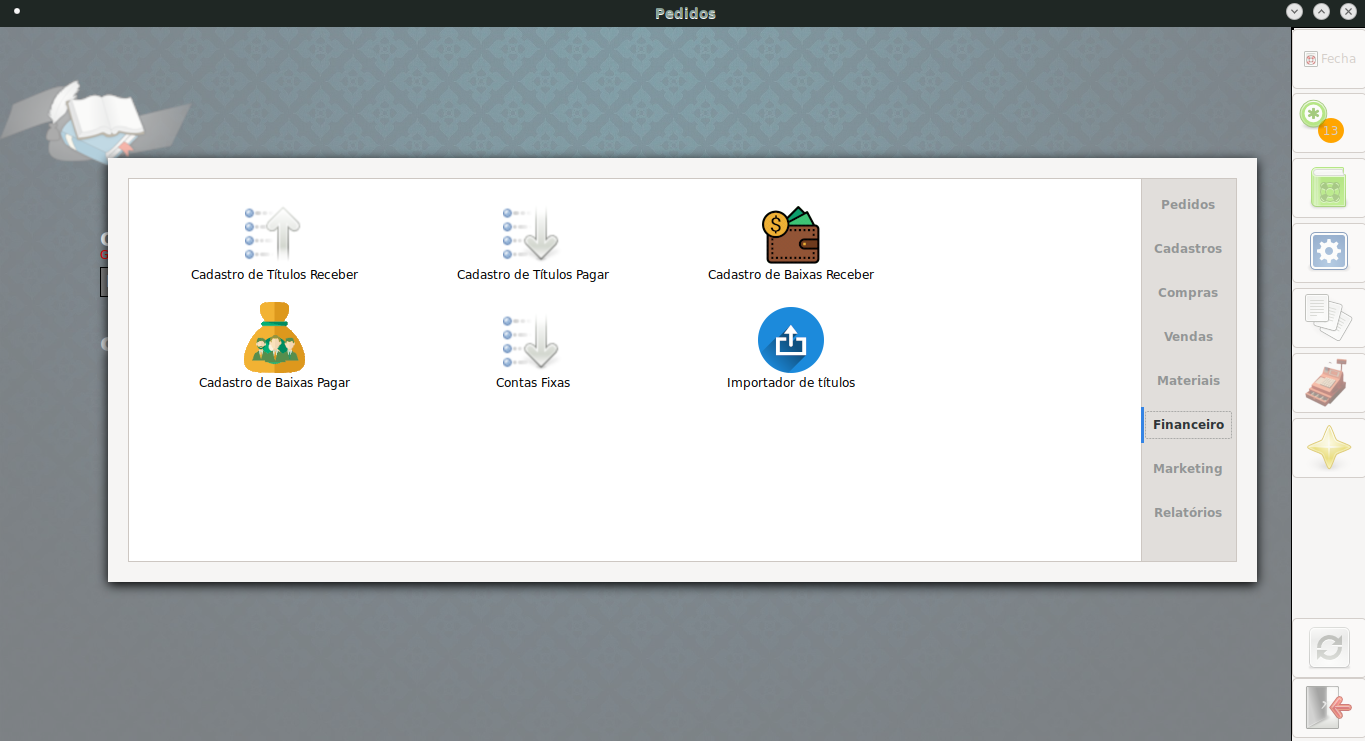 Pedidos
Fecha
13
Cadastro de Títulos Receber
Cadastro de Títulos Pagar
Cadastro de Baixas Receber
Cadastro de Baixas Pagar
Contas Fixas
Importador de títulos
Pedidos
Cadastros
Compras
Vendas
Materiais
Financeiro
Marketing
Relatórios